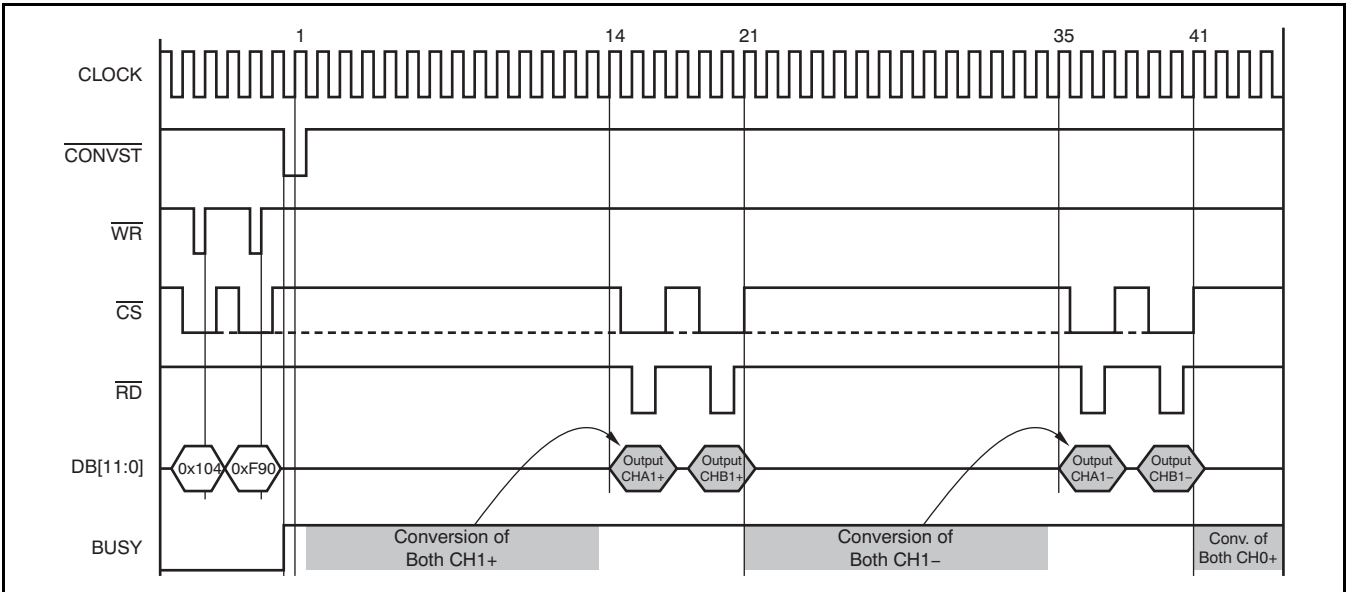 1 14 21 35 41
CLOCK
CONVST
WR
CS
RD
DB[11:0] 0x104 0xF90 Output Output Output Output
CHA1+ CHB1+ CHA1− CHB1−
BUSY Conversion of Conversion of Conv. of
Both CH1+ Both CH1− Both CH0+